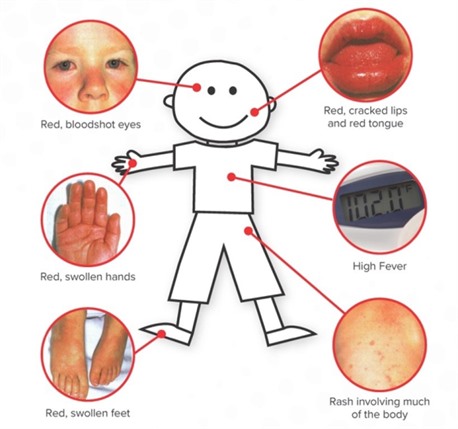 Red, bloodshot eyes
Red, cracked lips
and red tongue
Red, swollen hands
102.0°F
High Fever
Red, swollen feet
Rash involving much
of the body